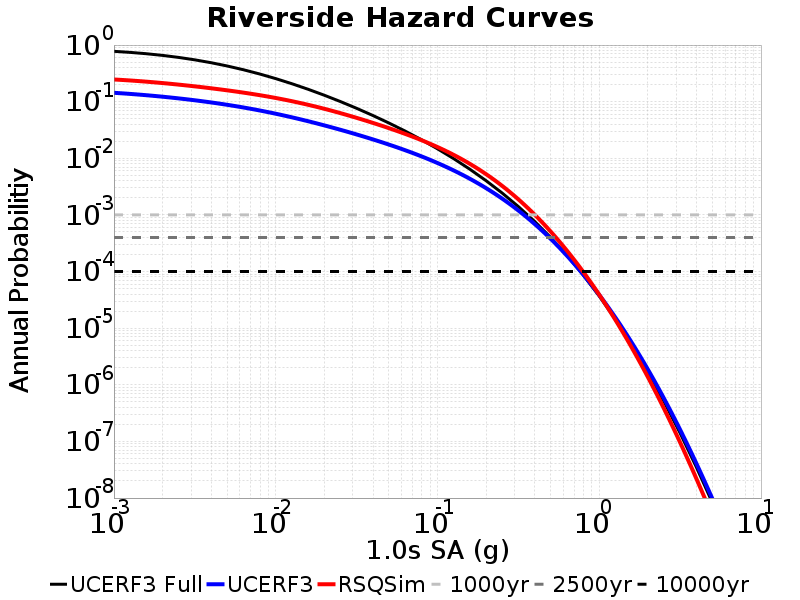 Riverside Hazard Curves
Annual Probabilitiy
10^0
10^-1
10^-2
10^-3
10^-4
10^-5
10^-6
10^-7
10^-8
10^-3 10^-2 10^-1 10^0 10^1
1.0s SA (g)
UCERF3 Full UCERF3 RSQSim 1000yr 2500yr 10000yr